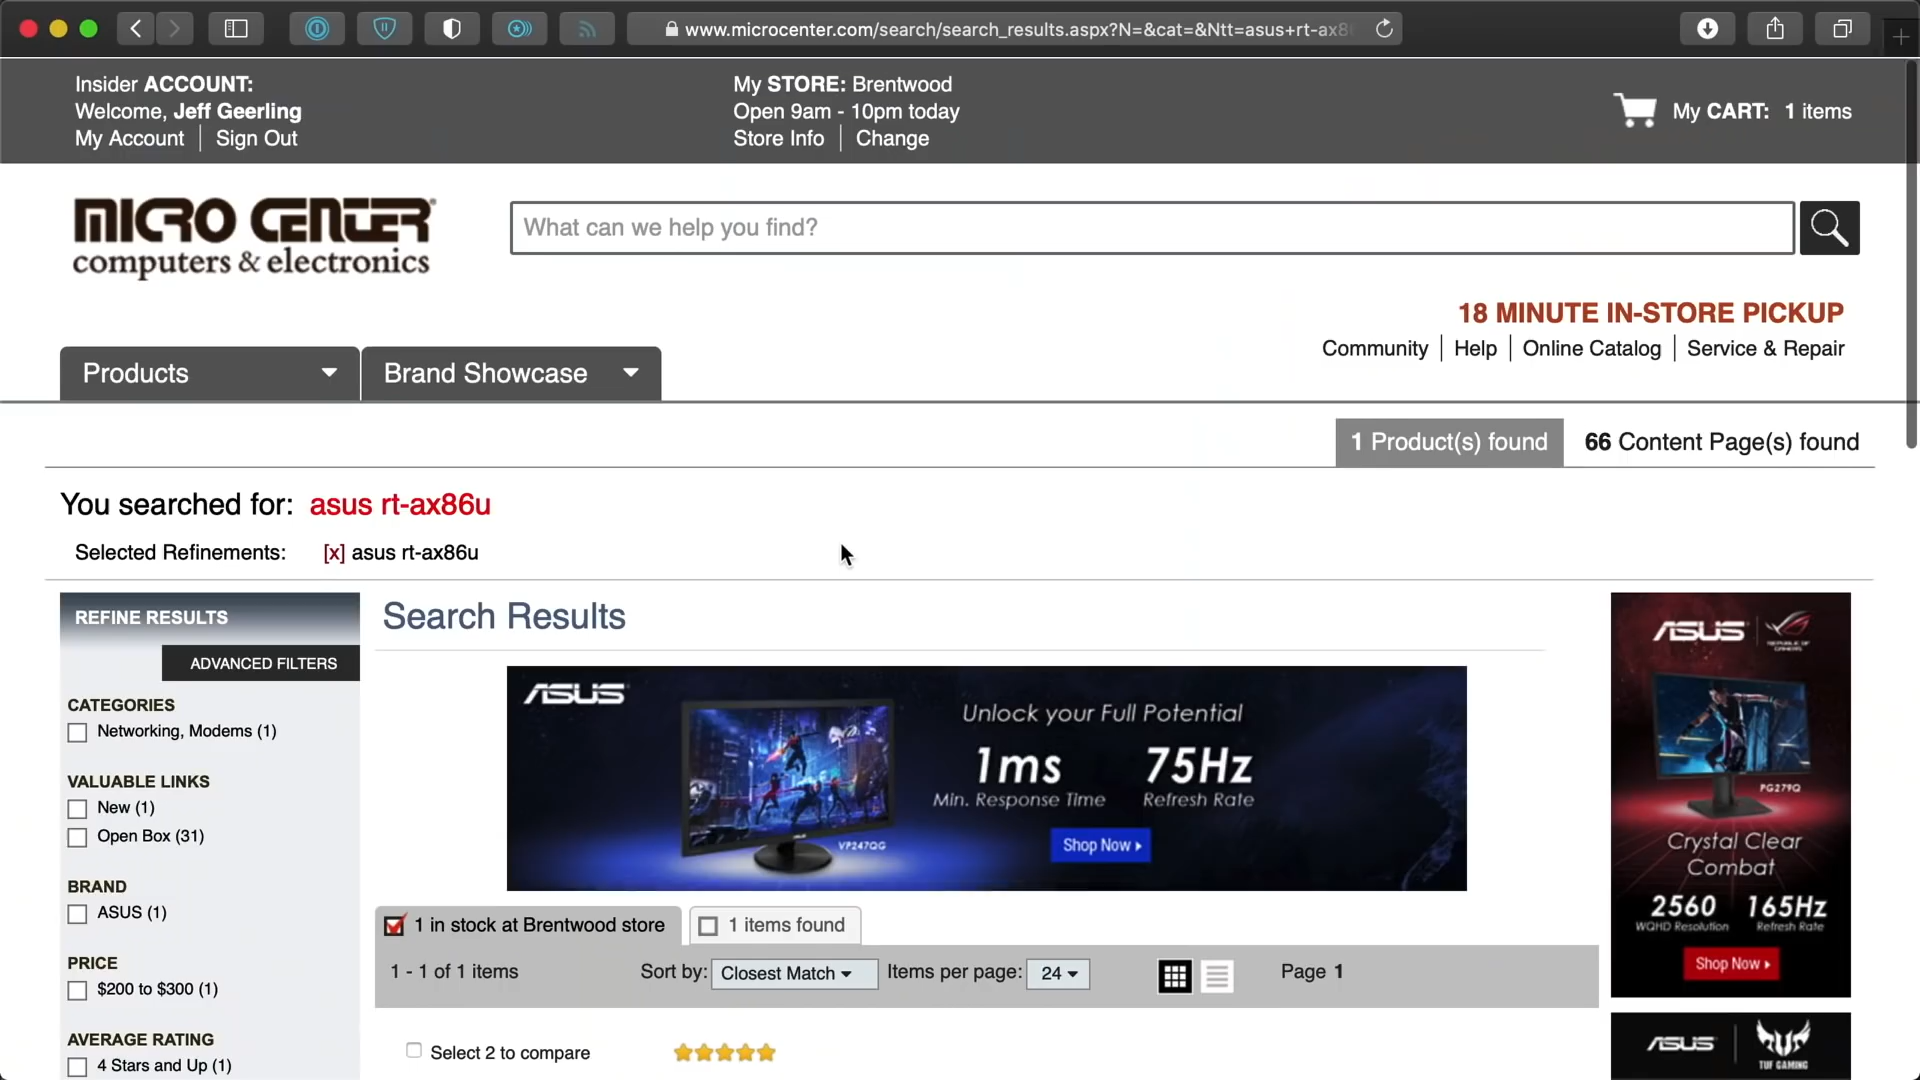 www.microcenter.com/search/search_results.aspx?N=&cat=&Ntt=asus+rt-ax8
Insider ACCOUNT:
Welcome, Jeff Geerling
My Account
Sign Out
My STORE: Brentwood
Open 9am - 10pm today
Store Info
Change
My CART: 1 items
MICRO CENTER
computers & electronics
What can we help you find?
18 MINUTE IN-STORE PICKUP
Community
Help
Online Catalog
Service & Repair
Products
Brand Showcase
1 Product(s) found
66 Content Page(s) found
You searched for: asus rt-ax86u
Selected Refinements: [x] asus rt-ax86u
REFINE RESULTS
ADVANCED FILTERS
CATEGORIES
Networking, Modems (1)
VALUABLE LINKS
New (1)
Open Box (31)
BRAND
ASUS (1)
PRICE
$200 to $300 (1)
AVERAGE RATING
4 Stars and Up (1)
Search Results
ASUS
Unlock your Full Potential
1ms
75Hz
Min. Response Time
Refresh Rate
VP247QG
Shop Now
1 in stock at Brentwood store
1 items found
1 - 1 of 1 items
Sort by: Closest Match
Items per page: 24
Page 1
Select 2 to compare
ASUS
REPUBLIC OF
GAMERS
PG279Q
Crystal Clear
Combat
2560
165Hz
WQHD Resolution
Refresh Rate
Shop Now
ASUS
TUF GAMING